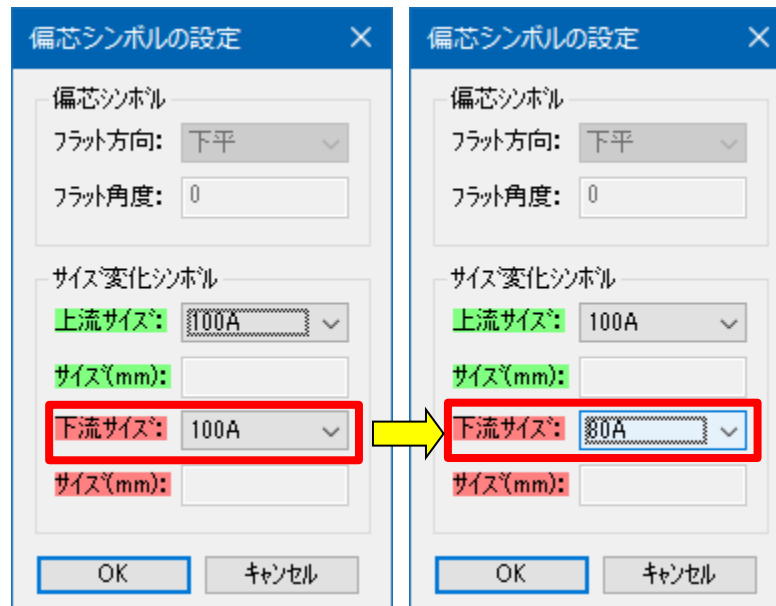 偏芯シンボルの設定
偏芯ｼﾝﾎﾞﾙ
ﾌﾗｯﾄ方向: 下平
ﾌﾗｯﾄ角度: 0
ｻｲｽﾞ変化ｼﾝﾎﾞﾙ
上流ｻｲｽﾞ: 100A
ｻｲｽﾞ(mm):
下流ｻｲｽﾞ: 100A
ｻｲｽﾞ(mm):
OK ｷｬﾝｾﾙ
偏芯シンボルの設定
偏芯ｼﾝﾎﾞﾙ
ﾌﾗｯﾄ方向: 下平
ﾌﾗｯﾄ角度: 0
ｻｲｽﾞ変化ｼﾝﾎﾞﾙ
上流ｻｲｽﾞ: 100A
ｻｲｽﾞ(mm):
下流ｻｲｽﾞ: 80A
ｻｲｽﾞ(mm):
OK ｷｬﾝｾﾙ